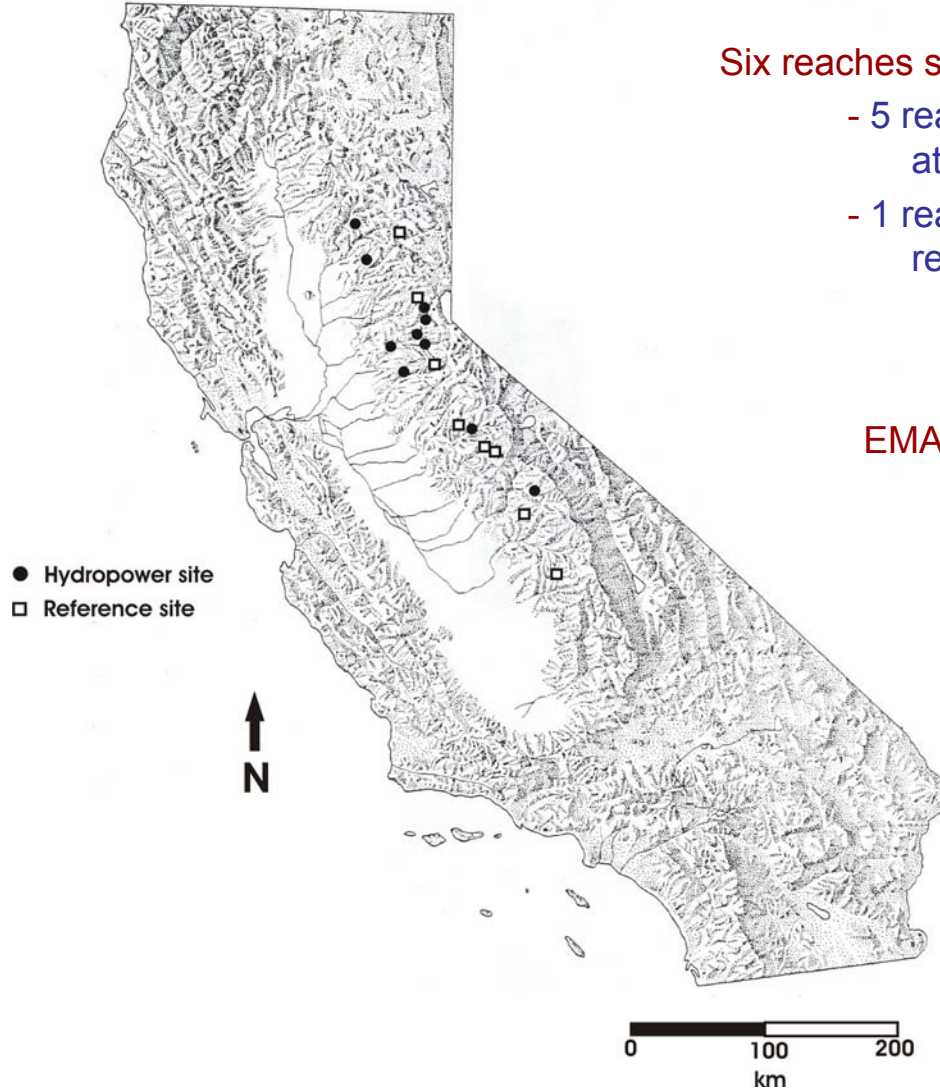 Six reaches s
- 5 rea
at
- 1 rea
re
EMA
Hydropower site
Reference site
N
0 100 200
km